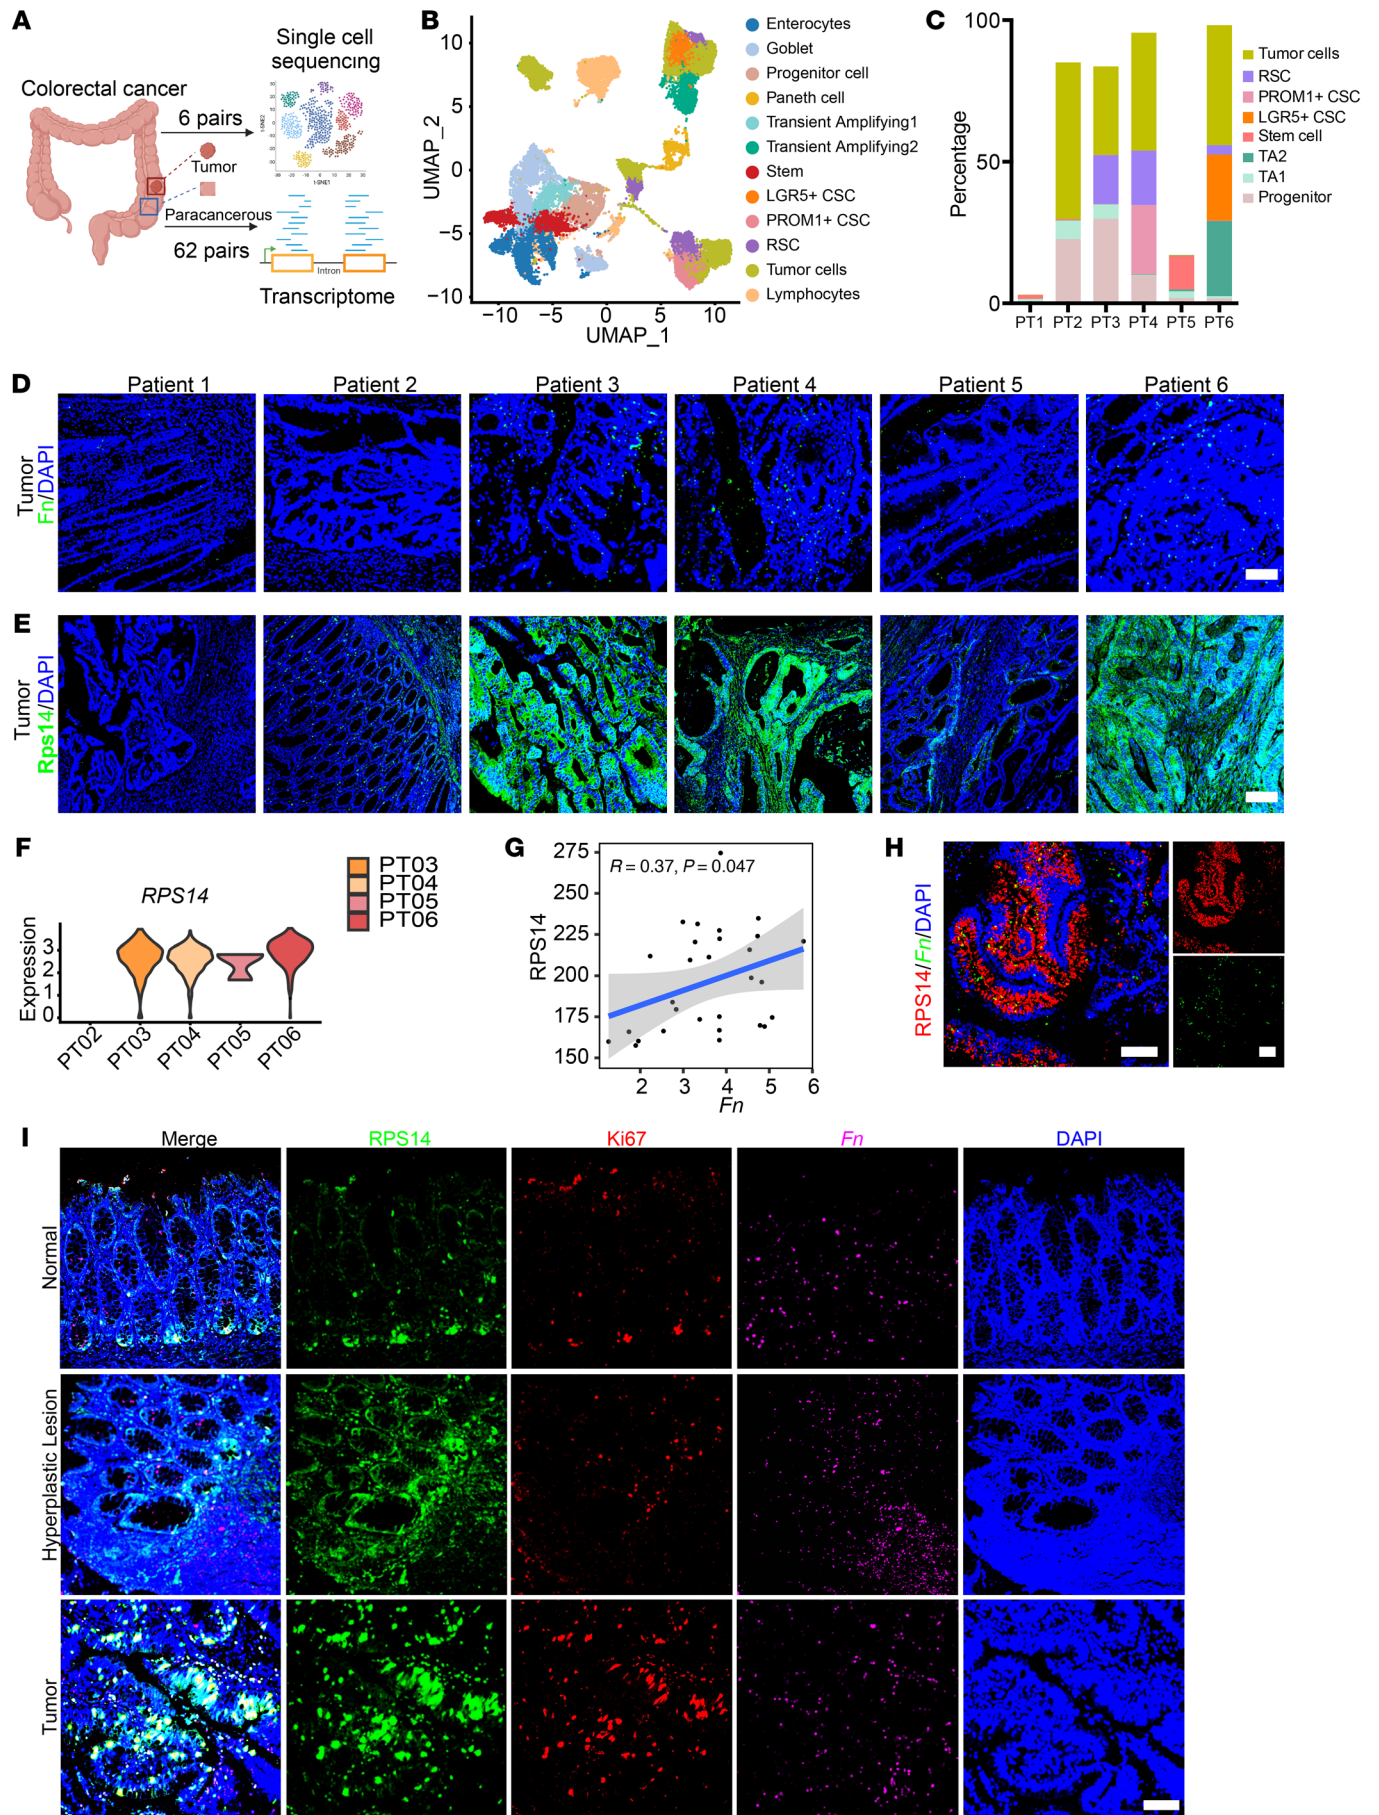 A
Colorectal cancer
6 pairs
Tumor
Paracancerous
62 pairs
Single cell
sequencing
t-SNE2
t-SNE1
Intron
Transcriptome
B
UMAP_2
10
5
0
−5
−10
−10
−5
0
5
10
UMAP_1
Enterocytes
Goblet
Progenitor cell
Paneth cell
Transient Amplifying1
Transient Amplifying2
Stem
LGR5+ CSC
PROM1+ CSC
RSC
Tumor cells
Lymphocytes
C
Percentage
100
50
0
PT1
PT2
PT3
PT4
PT5
PT6
Tumor cells
RSC
PROM1+ CSC
LGR5+ CSC
Stem cell
TA2
TA1
Progenitor
D
Patient 1
Patient 2
Patient 3
Patient 4
Patient 5
Patient 6
Tumor
Fn/DAPI
E
Tumor
Rps14/DAPI
F
RPS14
Expression
3
2
1
0
PT02
PT03
PT04
PT05
PT06
PT03
PT04
PT05
PT06
G
RPS14
275
250
225
200
175
150
R = 0.37, P = 0.047
2
3
4
5
6
Fn
H
RPS14/Fn/DAPI
I
Merge
RPS14
Ki67
Fn
DAPI
Normal
Hyperplastic Lesion
Tumor